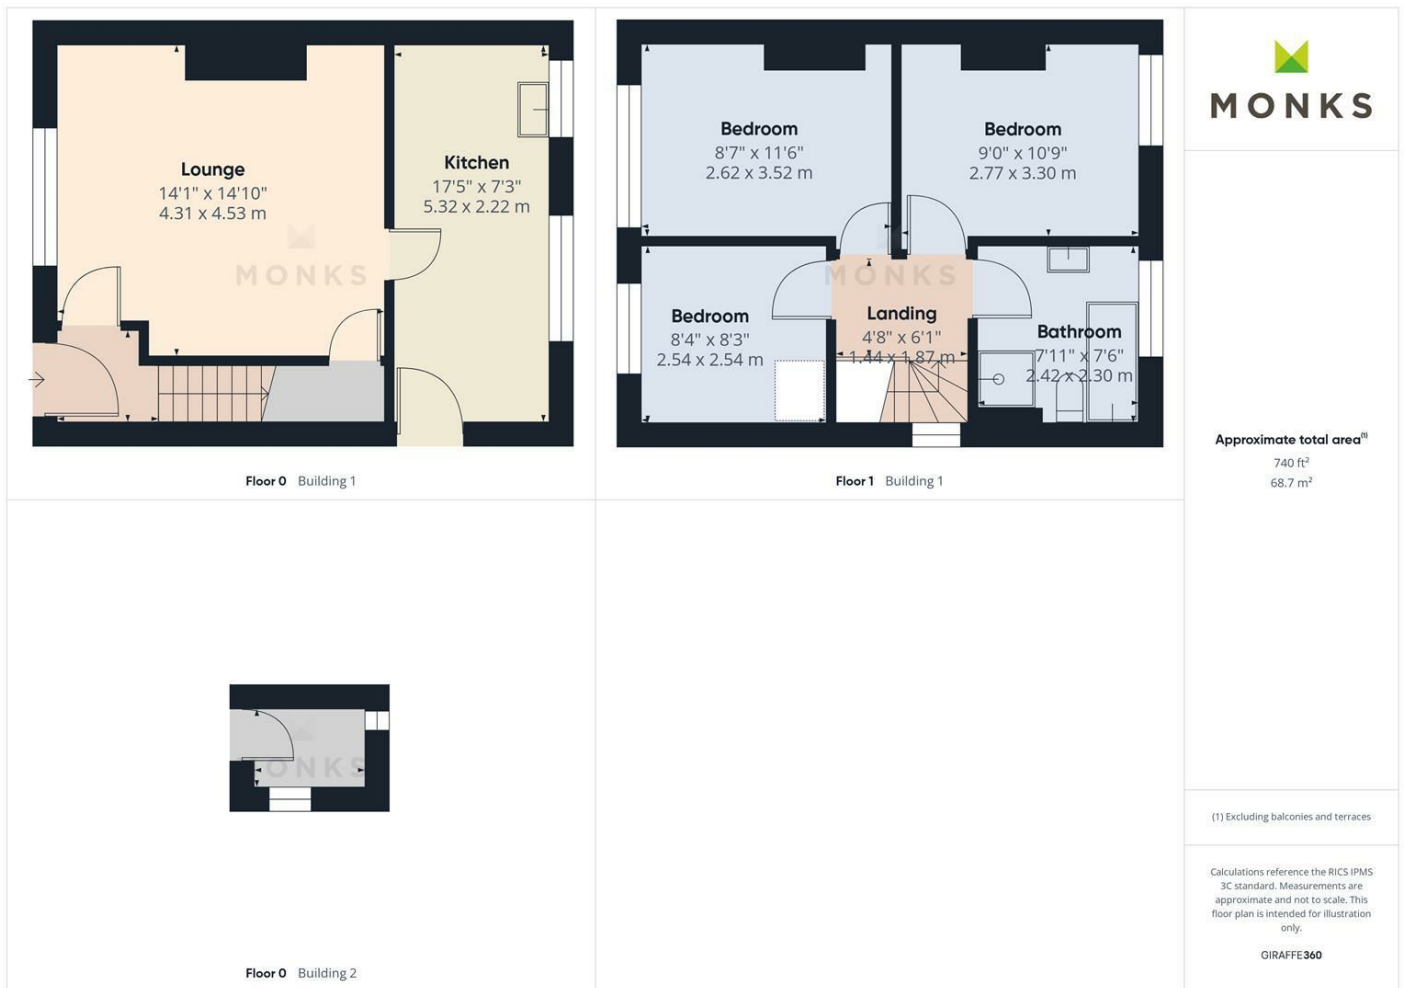 Lounge
14'1" x 14'10"
4.31 x 4.53 m
Kitchen
17'5" x 7'3"
5.32 x 2.22 m
MONKS
Floor 0 Building 1
Bedroom
8'7" x 11'6"
2.62 x 3.52 m
Bedroom
9'0" x 10'9"
2.77 x 3.30 m
MONKS
Bedroom
8'4" x 8'3"
2.54 x 2.54 m
Landing
4'8" x 6'1"
1.44 x 1.87 m
Bathroom
7'11" x 7'6"
2.42 x 2.30 m
Floor 1 Building 1
MONKS
Floor 0 Building 2
MONKS
Approximate total area(1)
740 ft²
68.7 m²
(1) Excluding balconies and terraces
Calculations reference the RICS IPMS
3C standard. Measurements are
approximate and not to scale. This
floor plan is intended for illustration
only.
GIRAFFE360